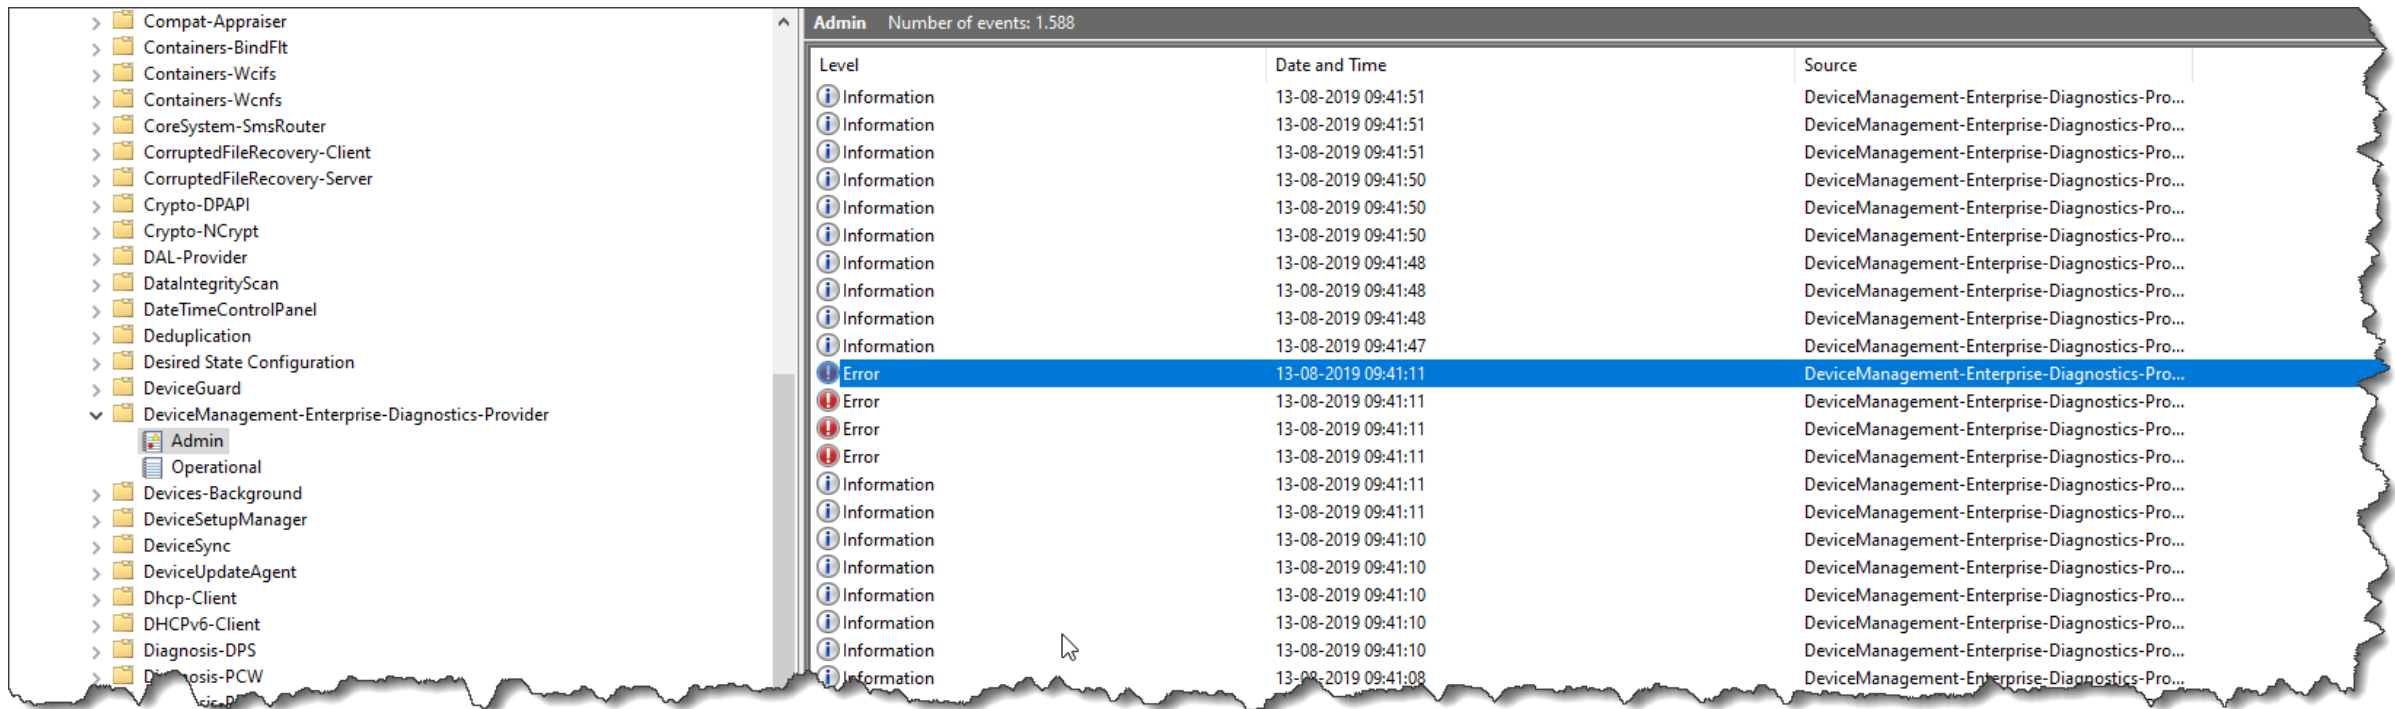 Compat-Appraiser
Containers-BindFlt
Containers-Wcifs
Containers-Wcnfs
CoreSystem-SmsRouter
CorruptedFileRecovery-Client
CorruptedFileRecovery-Server
Crypto-DPAPI
Crypto-NCrypt
DAL-Provider
DataIntegrityScan
DateTimeControlPanel
Deduplication
Desired State Configuration
DeviceGuard
DeviceManagement-Enterprise-Diagnostics-Provider
Admin
Operational
Devices-Background
DeviceSetupManager
DeviceSync
DeviceUpdateAgent
Dhcp-Client
DHCPv6-Client
Diagnosis-DPS
Diagnosis-PCW
Admin Number of events: 1.588
Level Date and Time Source
Information 13-08-2019 09:41:51 DeviceManagement-Enterprise-Diagnostics-Pro...
Information 13-08-2019 09:41:51 DeviceManagement-Enterprise-Diagnostics-Pro...
Information 13-08-2019 09:41:51 DeviceManagement-Enterprise-Diagnostics-Pro...
Information 13-08-2019 09:41:50 DeviceManagement-Enterprise-Diagnostics-Pro...
Information 13-08-2019 09:41:50 DeviceManagement-Enterprise-Diagnostics-Pro...
Information 13-08-2019 09:41:50 DeviceManagement-Enterprise-Diagnostics-Pro...
Information 13-08-2019 09:41:48 DeviceManagement-Enterprise-Diagnostics-Pro...
Information 13-08-2019 09:41:48 DeviceManagement-Enterprise-Diagnostics-Pro...
Information 13-08-2019 09:41:48 DeviceManagement-Enterprise-Diagnostics-Pro...
Information 13-08-2019 09:41:47 DeviceManagement-Enterprise-Diagnostics-Pro...
Error 13-08-2019 09:41:11 DeviceManagement-Enterprise-Diagnostics-Pro...
Error 13-08-2019 09:41:11 DeviceManagement-Enterprise-Diagnostics-Pro...
Error 13-08-2019 09:41:11 DeviceManagement-Enterprise-Diagnostics-Pro...
Error 13-08-2019 09:41:11 DeviceManagement-Enterprise-Diagnostics-Pro...
Information 13-08-2019 09:41:11 DeviceManagement-Enterprise-Diagnostics-Pro...
Information 13-08-2019 09:41:11 DeviceManagement-Enterprise-Diagnostics-Pro...
Information 13-08-2019 09:41:10 DeviceManagement-Enterprise-Diagnostics-Pro...
Information 13-08-2019 09:41:10 DeviceManagement-Enterprise-Diagnostics-Pro...
Information 13-08-2019 09:41:10 DeviceManagement-Enterprise-Diagnostics-Pro...
Information 13-08-2019 09:41:10 DeviceManagement-Enterprise-Diagnostics-Pro...
Information 13-08-2019 09:41:10 DeviceManagement-Enterprise-Diagnostics-Pro...
Information 13-08-2019 09:41:08 DeviceManagement-Enterprise-Diagnostics-Pro...